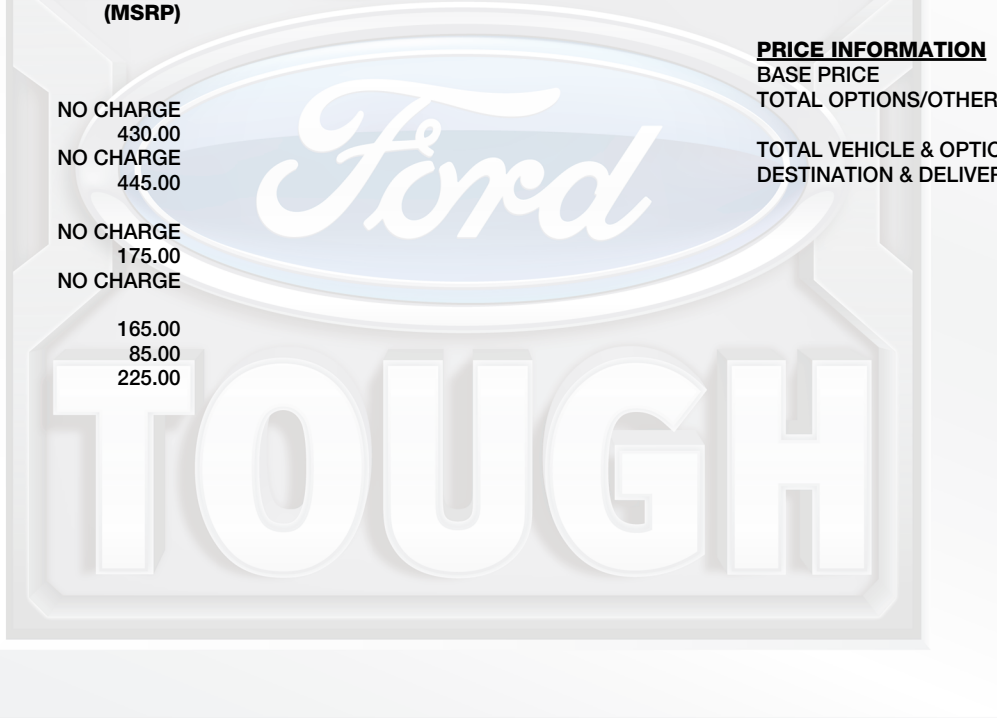 (MSRP)
NO CHARGE
430.00
NO CHARGE
445.00
NO CHARGE
175.00
NO CHARGE
165.00
85.00
225.00
PRICE INFORMATION
BASE PRICE
TOTAL OPTIONS/OTHER
TOTAL VEHICLE & OPTIO
DESTINATION & DELIVER
Ford
TOUGH